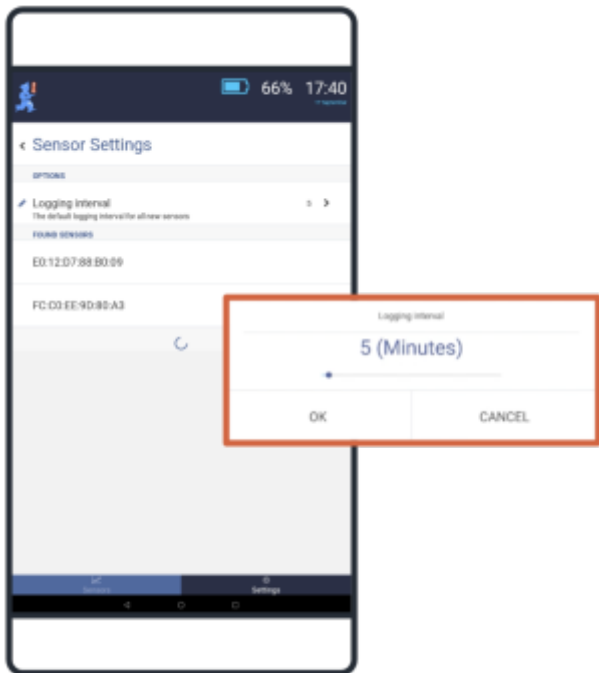 66% 17:40
Sensor Settings
OPTIONS
Logging interval
5
The default logging interval for all new sensors
FOUND SENSORS
E0:12:D7:88:B0:09
FC:C0:EE:9D:80:A3
Logging interval
5 (Minutes)
OK
CANCEL
Sensors
Settings